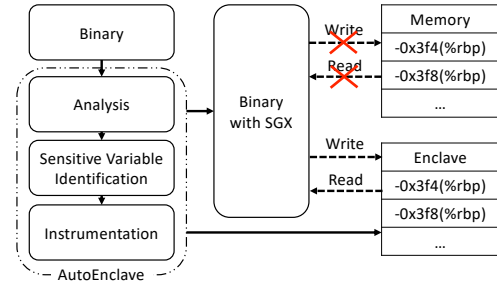 Binary
Analysis
Sensitive Variable
Identification
Instrumentation
AutoEnclave
Binary
with SGX
Write
Read
Write
Read
Memory
-0x3f4(%rbp)
-0x3f8(%rbp)
...
Enclave
-0x3f4(%rbp)
-0x3f8(%rbp)
...